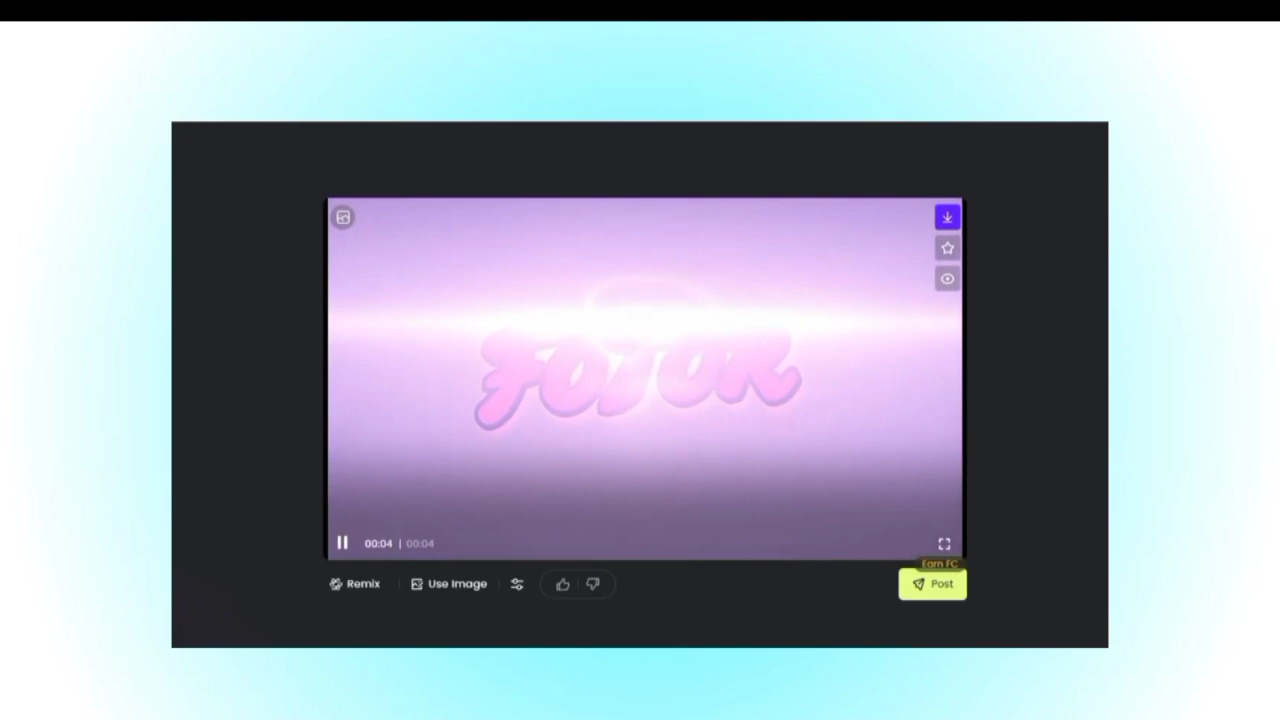 FOTOR
00:04 | 00:04
Earn FC
Remix
Use Image
Post